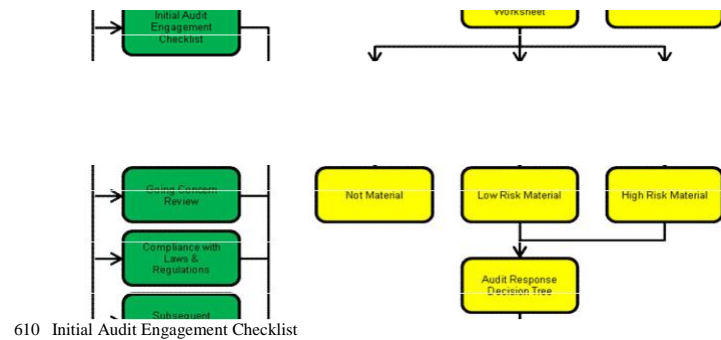 Initial Audit
Engagement
Checklist
Worksheet
Going Concern
Review
Not Material
Low Risk Material
High Risk Material
Compliance with
Laws &
Regulations
Audit Response
Decision Tree
Subsequent
610 Initial Audit Engagement Checklist